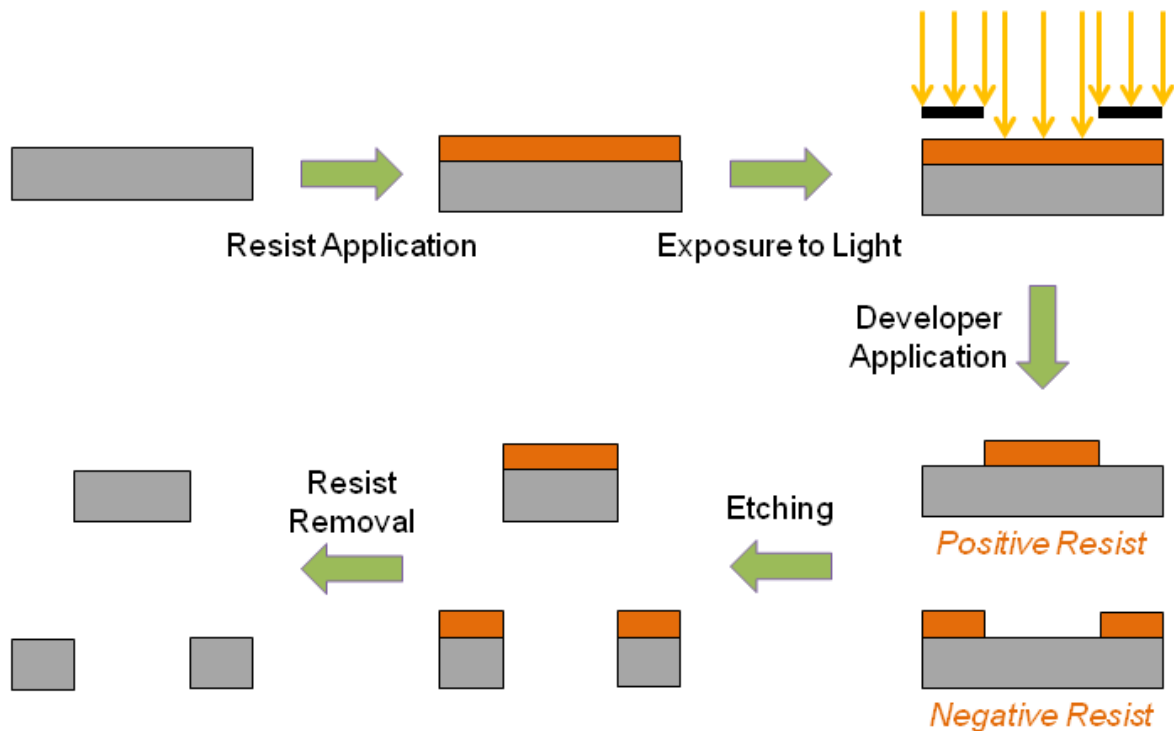 Resist Application
Exposure to Light
Developer
Application
Resist
Removal
Etching
Positive Resist
Negative Resist